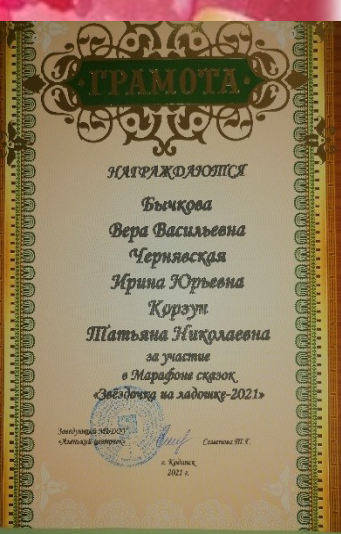 ГРАМОТА
НАГРАЖДАЮТСЯ
Бычкова
Вера Васильевна
Чернявская
Ирина Юрьевна
Корзун
Татьяна Николаевна
за участие
в Марафоне сказок
«Звёздочка на ладошке-2021»
Заведующий МБДОУ
«Аленький цветочек»
Семенова Т.Г.
г. Кодинск
2021 г.